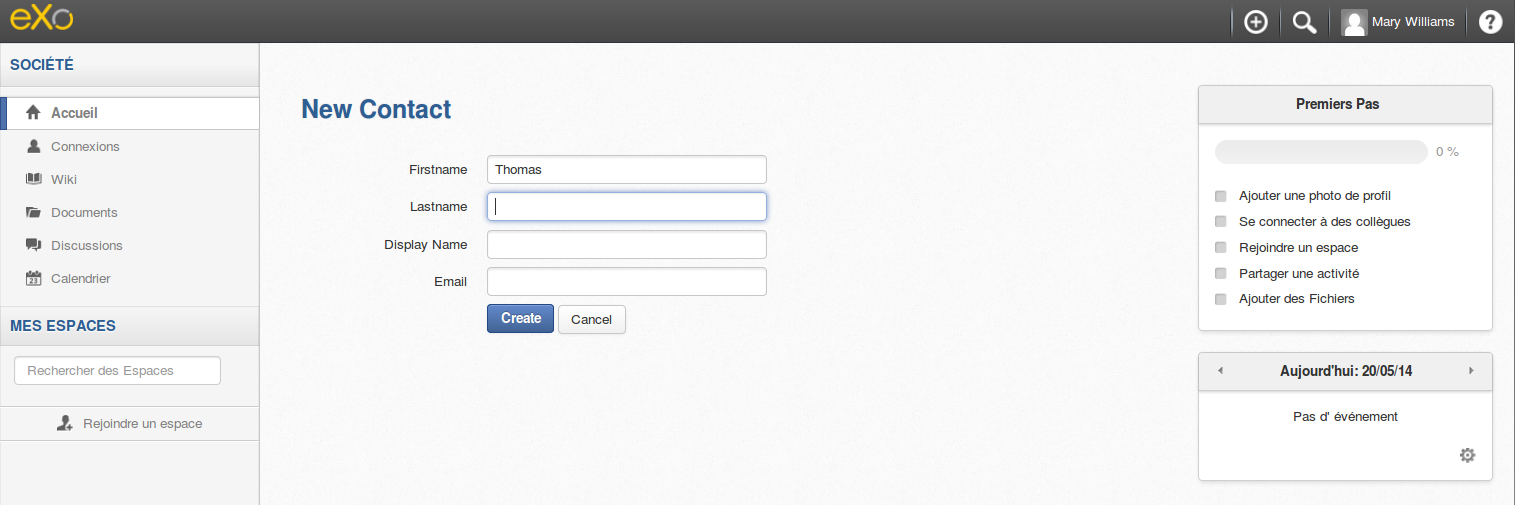 eXo
Mary Williams
?
SOCIÉTÉ
Accueil
Connexions
Wiki
Documents
Discussions
23
Calendrier
MES ESPACES
Rechercher des Espaces
Rejoindre un espace
New Contact
Firstname Thomas
Lastname
Display Name
Email
Create Cancel
Premiers Pas
0 %
Ajouter une photo de profil
Se connecter à des collègues
Rejoindre un espace
Partager une activité
Ajouter des Fichiers
Aujourd'hui: 20/05/14
Pas d' événement